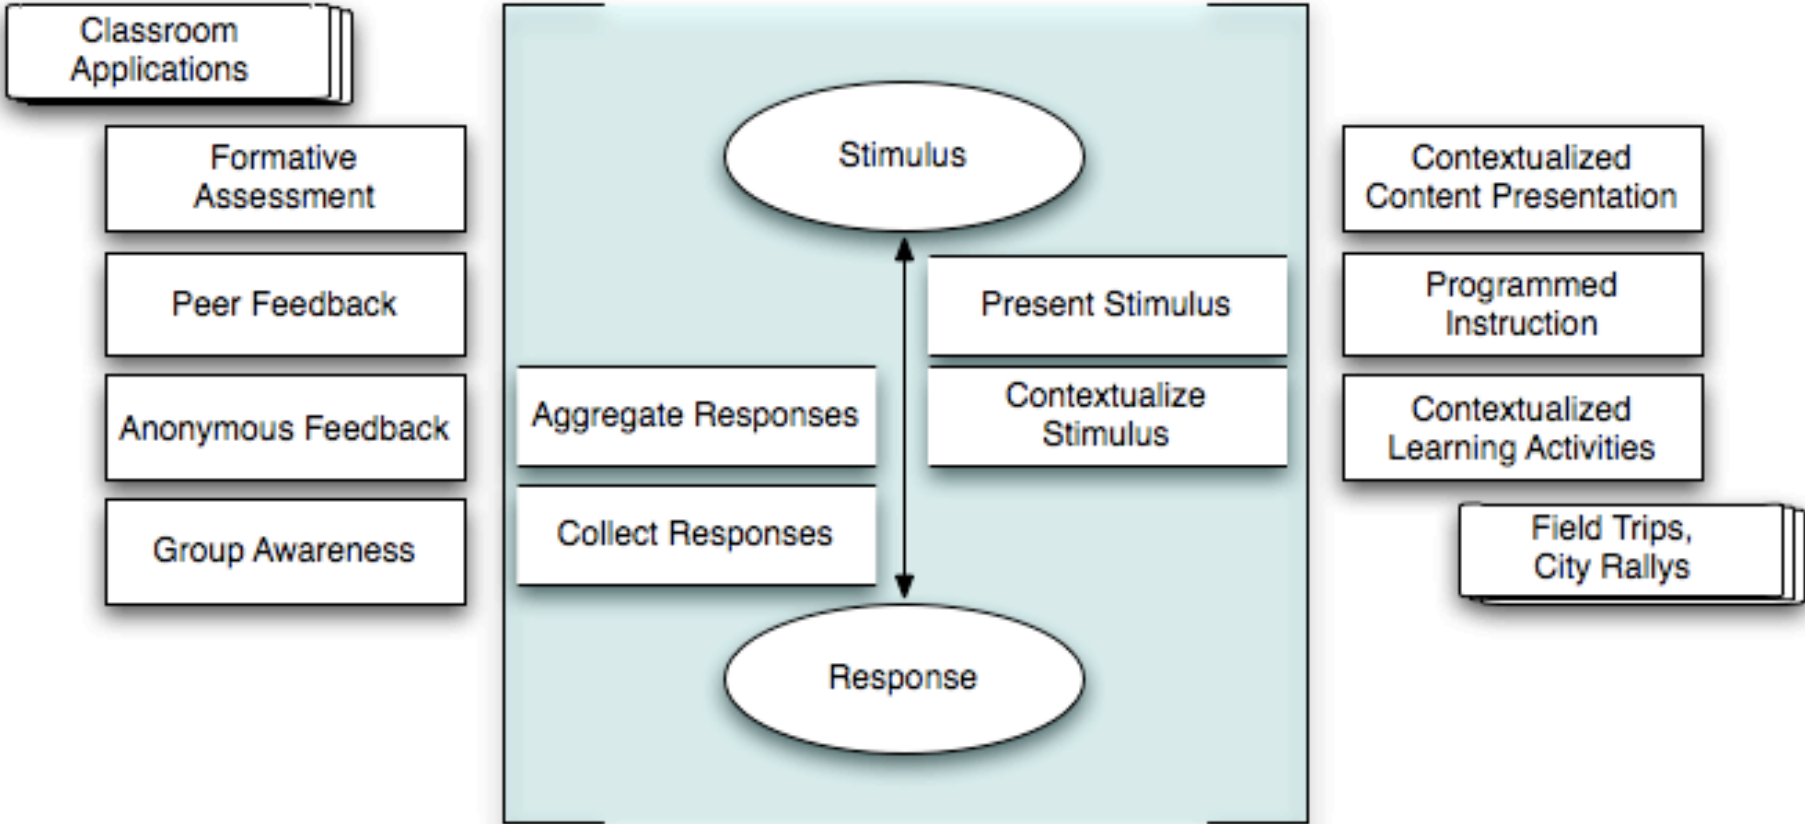 Classroom
Applications
Formative
Assessment
Peer Feedback
Anonymous Feedback
Group Awareness
Stimulus
Present Stimulus
Contextualize
Stimulus
Aggregate Responses
Collect Responses
Response
Contextualized
Content Presentation
Programmed
Instruction
Contextualized
Learning Activities
Field Trips,
City Rallys